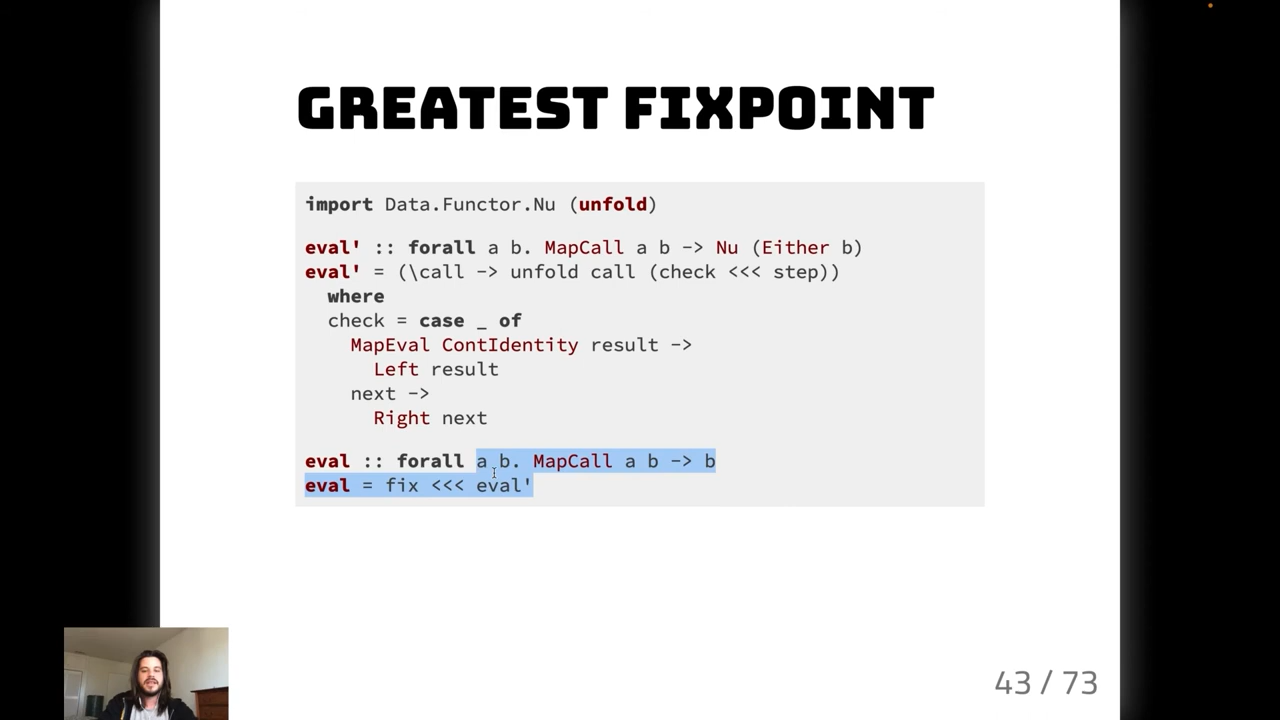 GREATEST FIXPOINT
import Data.Functor.Nu (unfold)
eval' :: forall a b. MapCall a b -> Nu (Either b)
eval' = (\call -> unfold call (check <<< step))
where
check = case _ of
MapEval ContIdentity result ->
Left result
next ->
Right next
eval :: forall a b. MapCall a b -> b
eval = fix <<< eval'
43 / 73